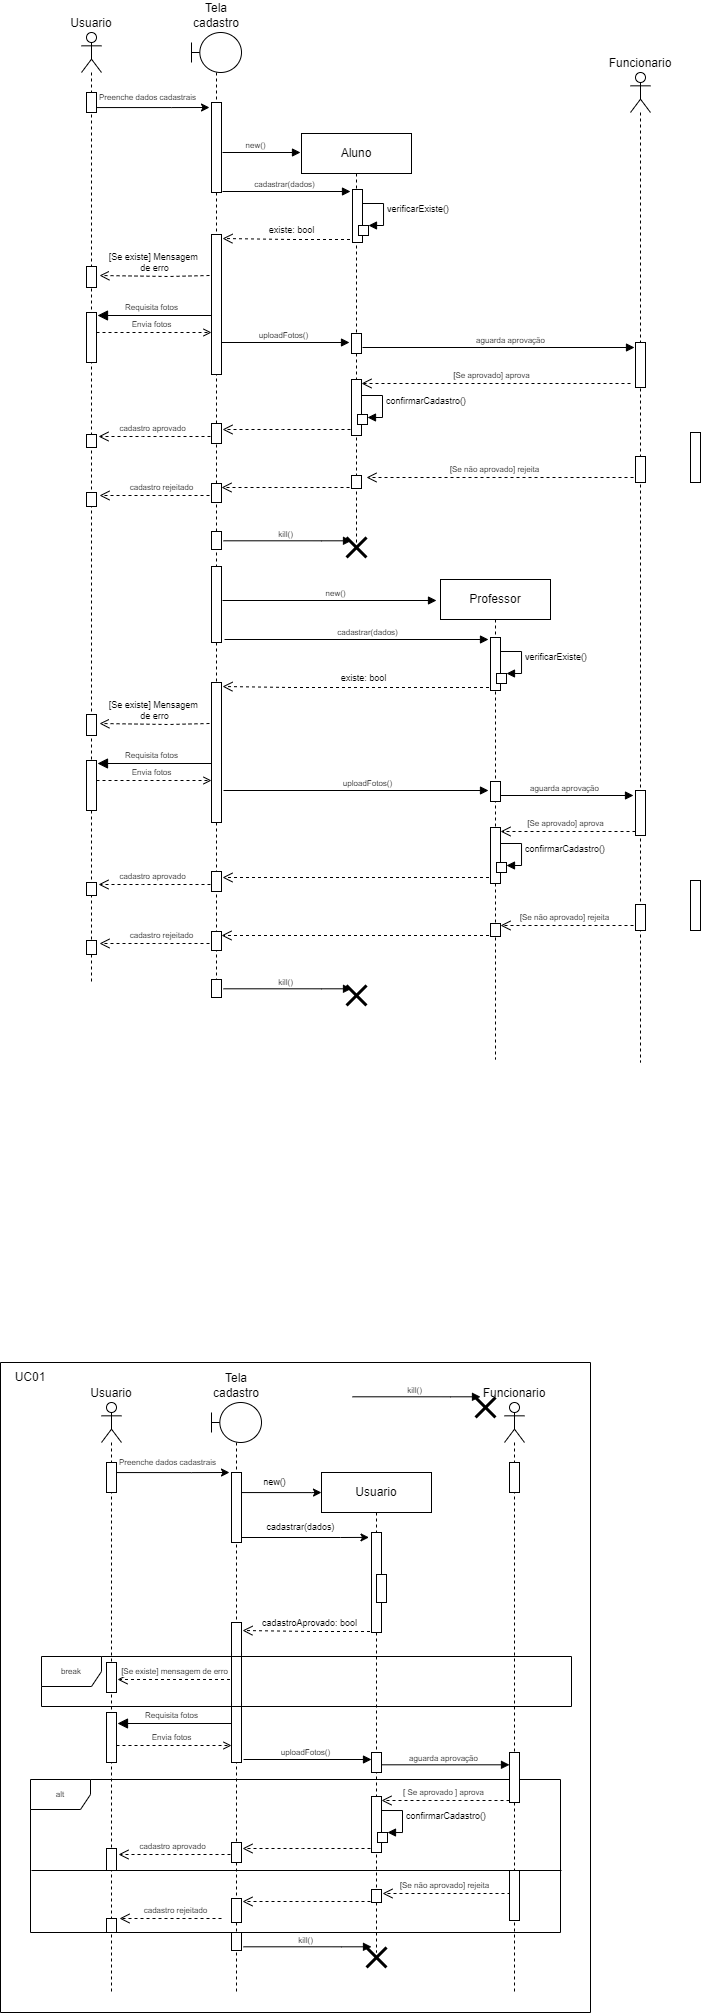 Tela
cadastro
Usuario
Funcionario
Preenche dados cadastrais
new()
Aluno
cadastrar(dados)
verificarExiste()
existe: bool
[Se existe] Mensagem
de erro
Requisita fotos
Envia fotos
uploadFotos()
aguarda aprovação
[Se aprovado] aprova
confirmarCadastro()
cadastro aprovado
[Se não aprovado] rejeita
cadastro rejeitado
kill()
new()
Professor
cadastrar(dados)
verificarExiste()
existe: bool
[Se existe] Mensagem
de erro
Requisita fotos
Envia fotos
uploadFotos()
aguarda aprovação
[Se aprovado] aprova
confirmarCadastro()
cadastro aprovado
[Se não aprovado] rejeita
cadastro rejeitado
kill()
UC01
Tela
cadastro
Usuario
kill()
Funcionario
Preenche dados cadastrais
new()
Usuario
cadastrar(dados)
cadastroAprovado: bool
break
[Se existe] mensagem de erro
Requisita fotos
Envia fotos
uploadFotos()
aguarda aprovação
alt
[ Se aprovado ] aprova
confirmarCadastro()
cadastro aprovado
[Se não aprovado] rejeita
cadastro rejeitado
kill()